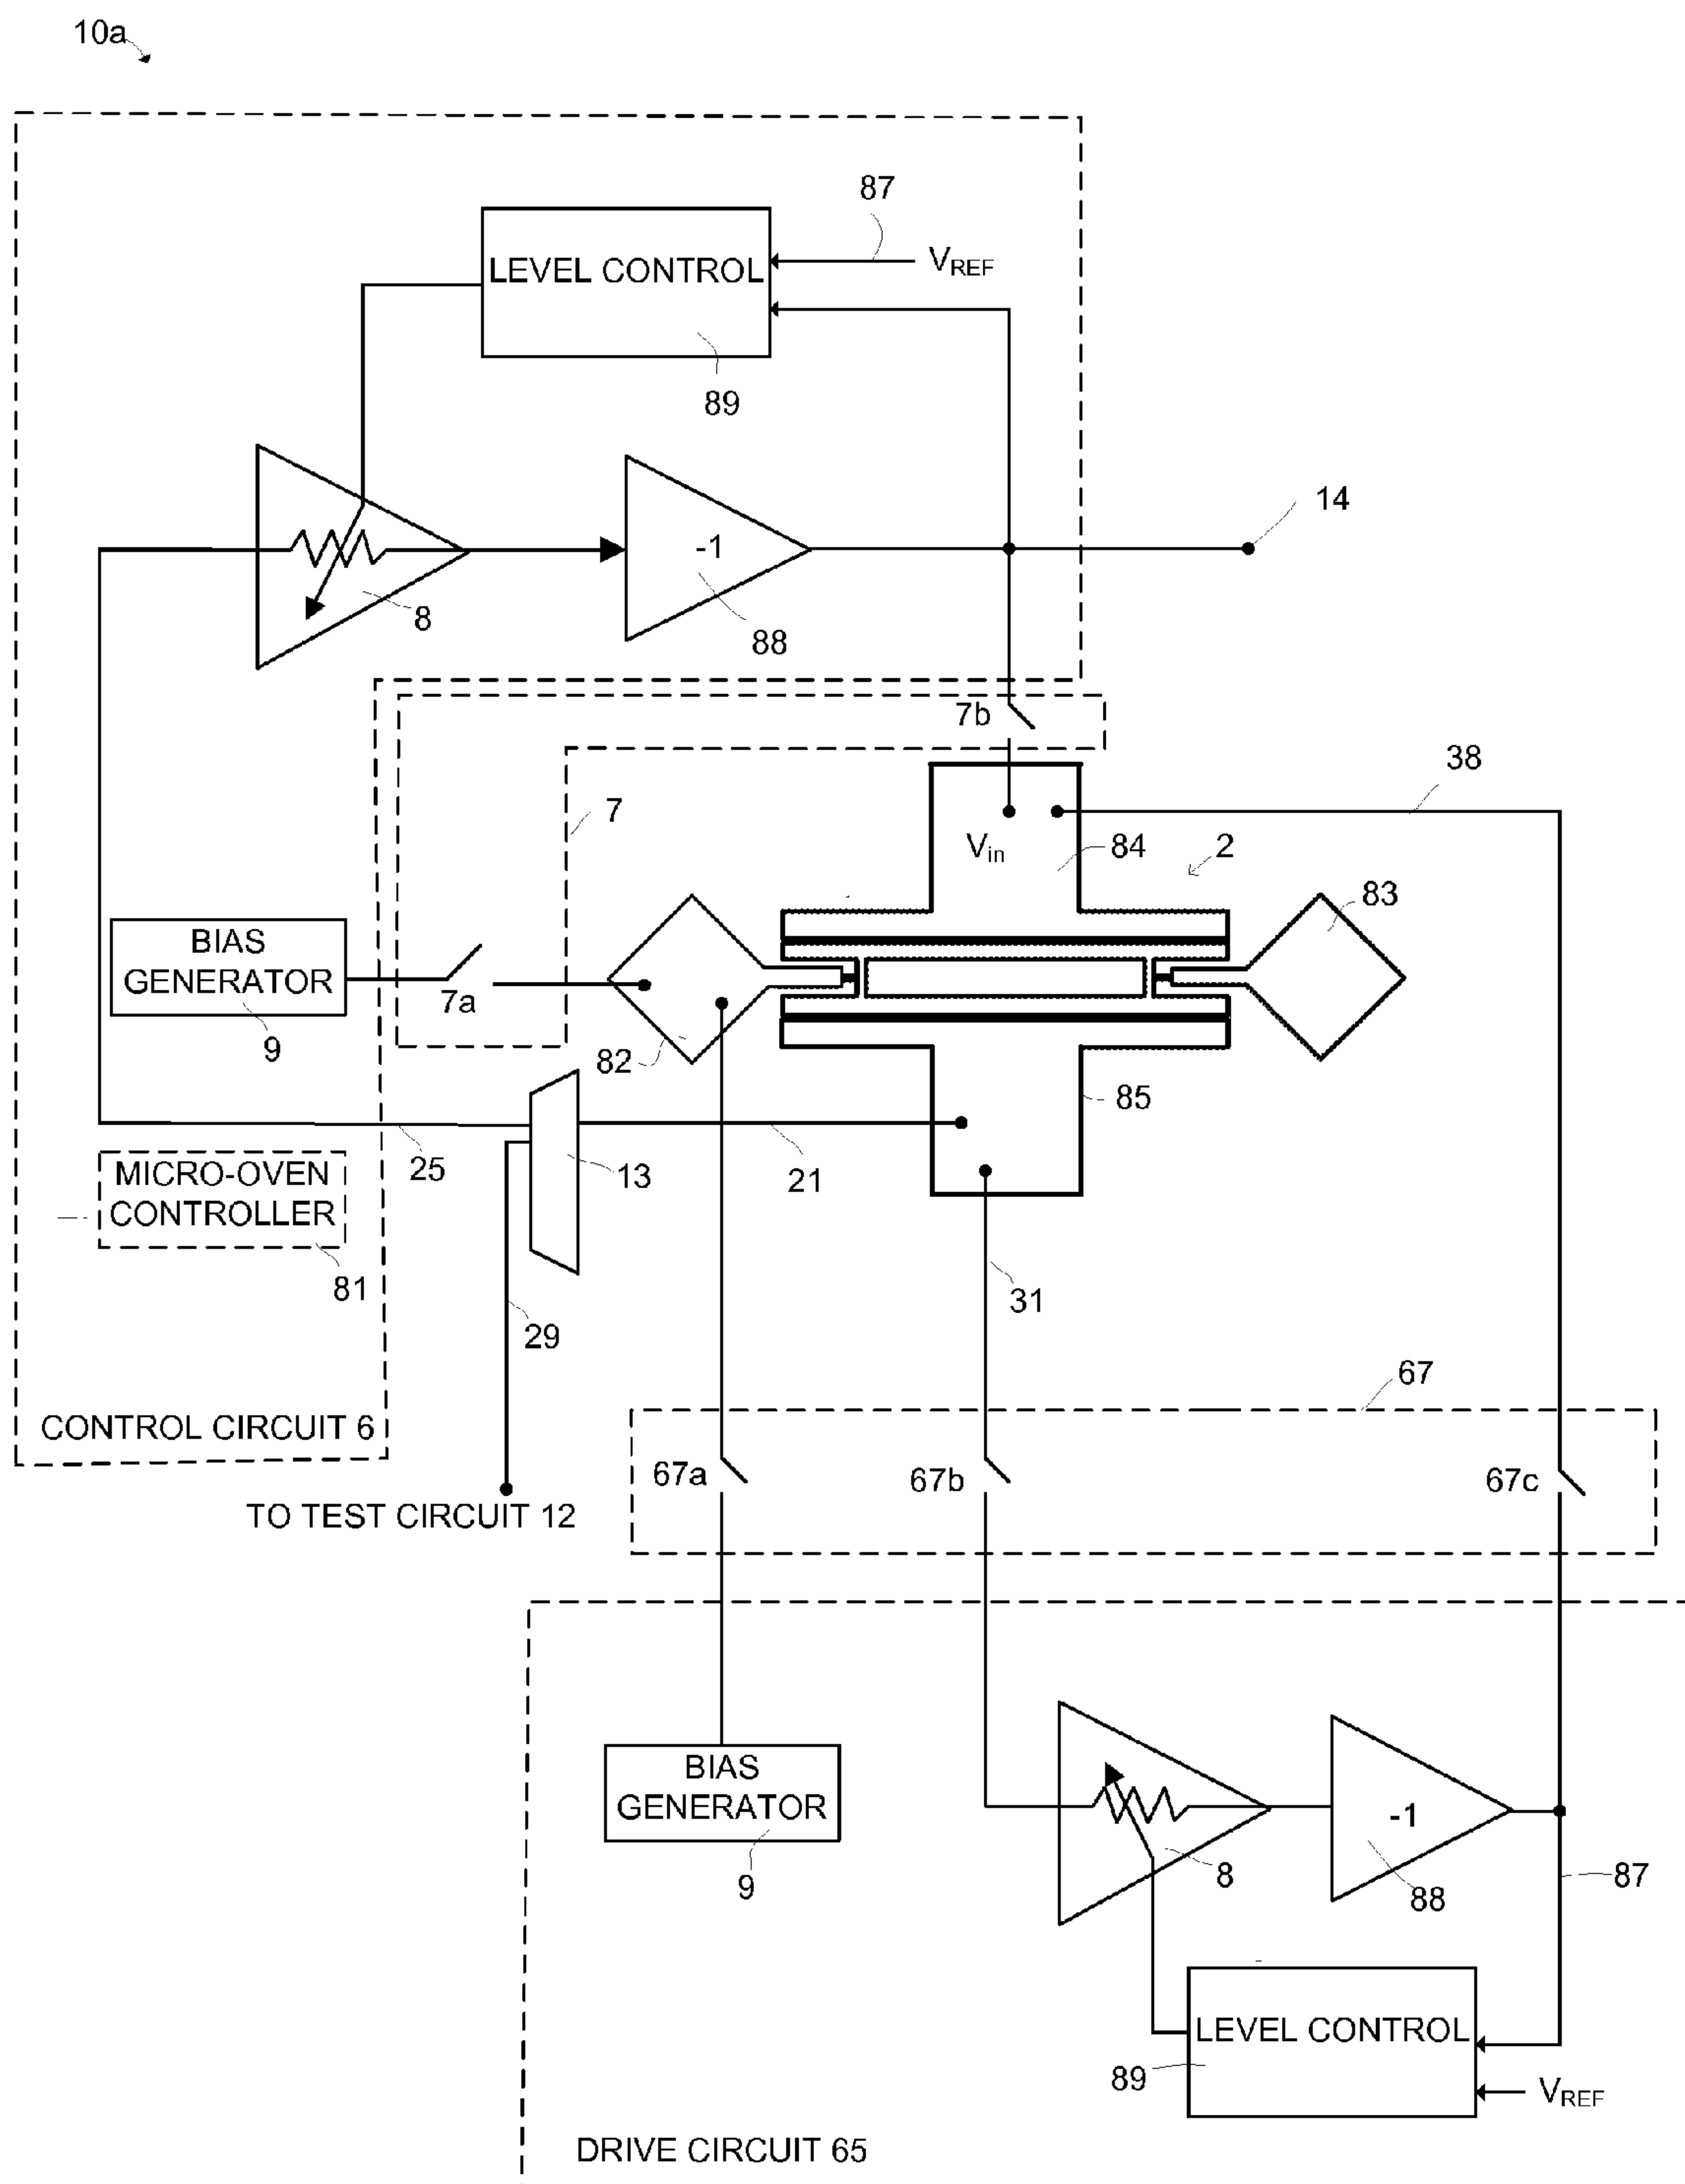 10a
87
LEVEL CONTROL
VREF
89
14
-1
8
88
7b
38
7
Vin
84
2
83
BIAS
GENERATOR
7a
9
82
85
25
13
21
MICRO-OVEN
CONTROLLER
81
31
29
67
CONTROL CIRCUIT 6
67a
67b
67c
TO TEST CIRCUIT 12
BIAS
GENERATOR
-1
8
87
9
88
LEVEL CONTROL
89
VREF
DRIVE CIRCUIT 65